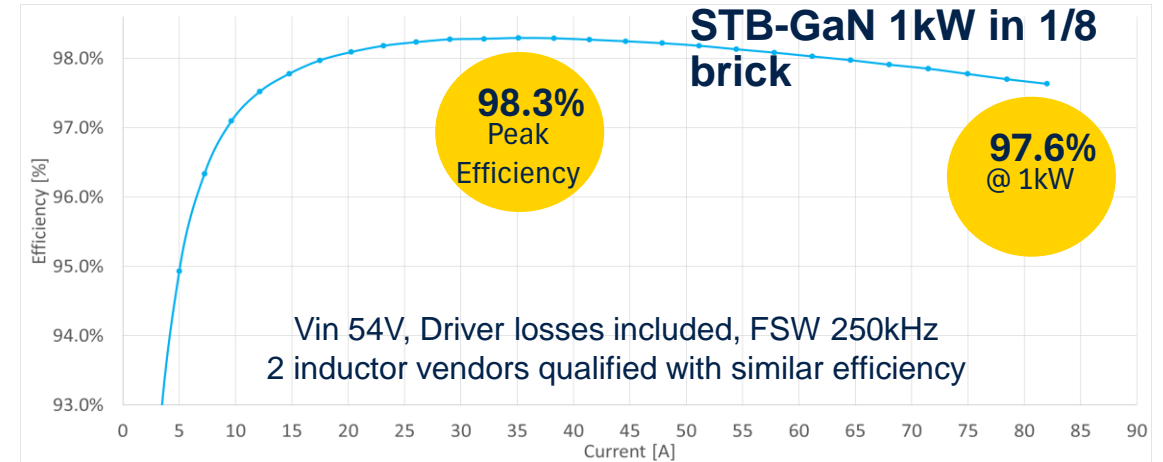 STB-GaN 1kW in 1/8
brick
98.3%
Peak
Efficiency
97.6%
@ 1kW
Vin 54V, Driver losses included, FSW 250kHz
2 inductor vendors qualified with similar efficiency
Efficiency [%]
98.0%
97.0%
96.0%
95.0%
94.0%
93.0%
0 5 10 15 20 25 30 35 40 45 50 55 60 65 70 75 80 85 90
Current [A]